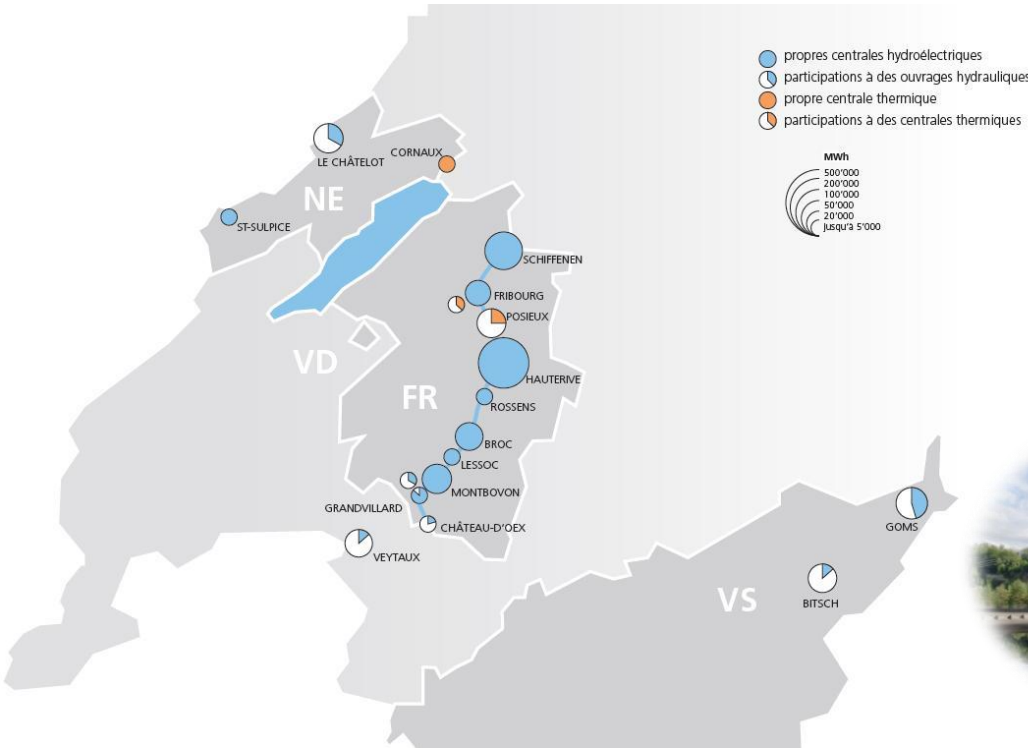 propres centrales hydroélectriques
participations à des ouvrages hydrauliques
propre centrale thermique
participations à des centrales thermiques
MWh
500'000
200'000
100'000
50'000
20'000
jusqu'à 5'000
LE CHÂTELOT
CORNAUX
NE
ST-SULPICE
SCHIFFENEN
FRIBOURG
POSIEUX
VD
HAUTERIVE
FR
ROSSENS
BROC
LESSOC
MONTBOVON
GRANDVILLARD
CHÂTEAU-D'OEX
VEYTAUX
GOMS
BITSCH
VS